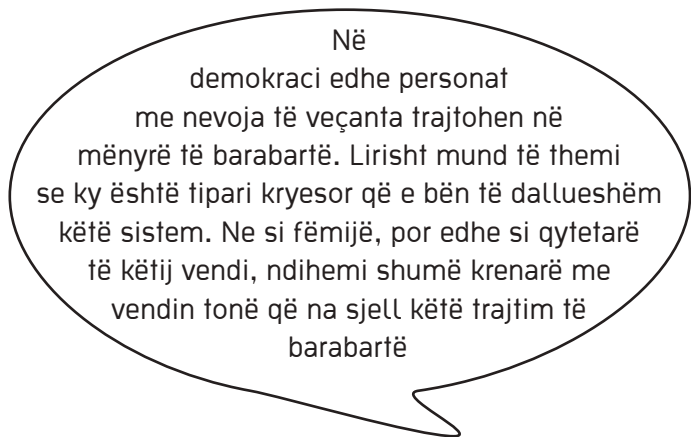 Në
demokraci edhe personat
me nevoja të veçanta trajtohen në
mënyrë të barabartë. Lirisht mund të themi
se ky është tipari kryesor që e bën të dallueshëm
këtë sistem. Ne si fëmijë, por edhe si qytetarë
të këtij vendi, ndihemi shumë krenarë me
vendin tonë që na sjell këtë trajtim të
barabartë